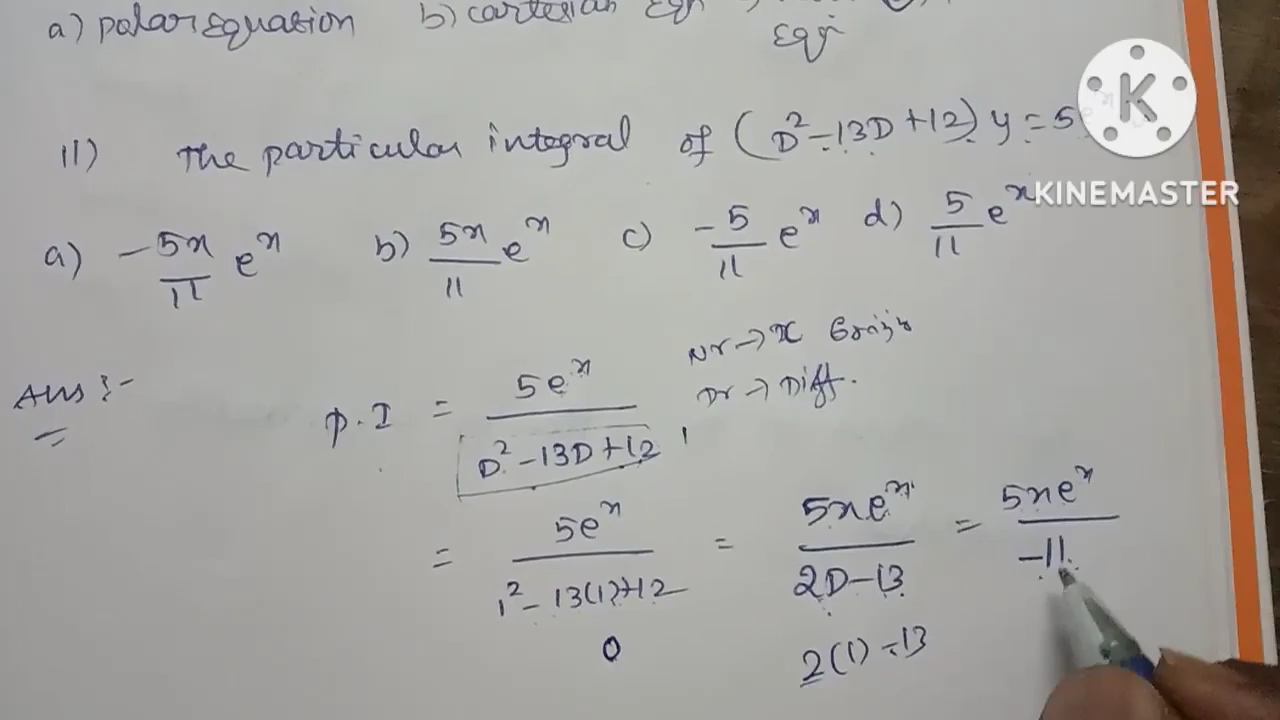 a) polar Equation b) cartesian Eqn
Eqn
11) The particular integral of (D² - 13D + 12) y = 5e
KINEMASTER
a) -5x/11 eˣ b) 5x/11 eˣ c) -5/11 eˣ d) 5/11 eˣ
Nr → x
Dr → Diff.
Ans :-
P.I = 5eˣ / D² - 13D + 12
= 5eˣ / 1² - 13(1) + 12 = 5xeˣ / 2D - 13 = 5xeˣ / -11
0 2(1) - 13